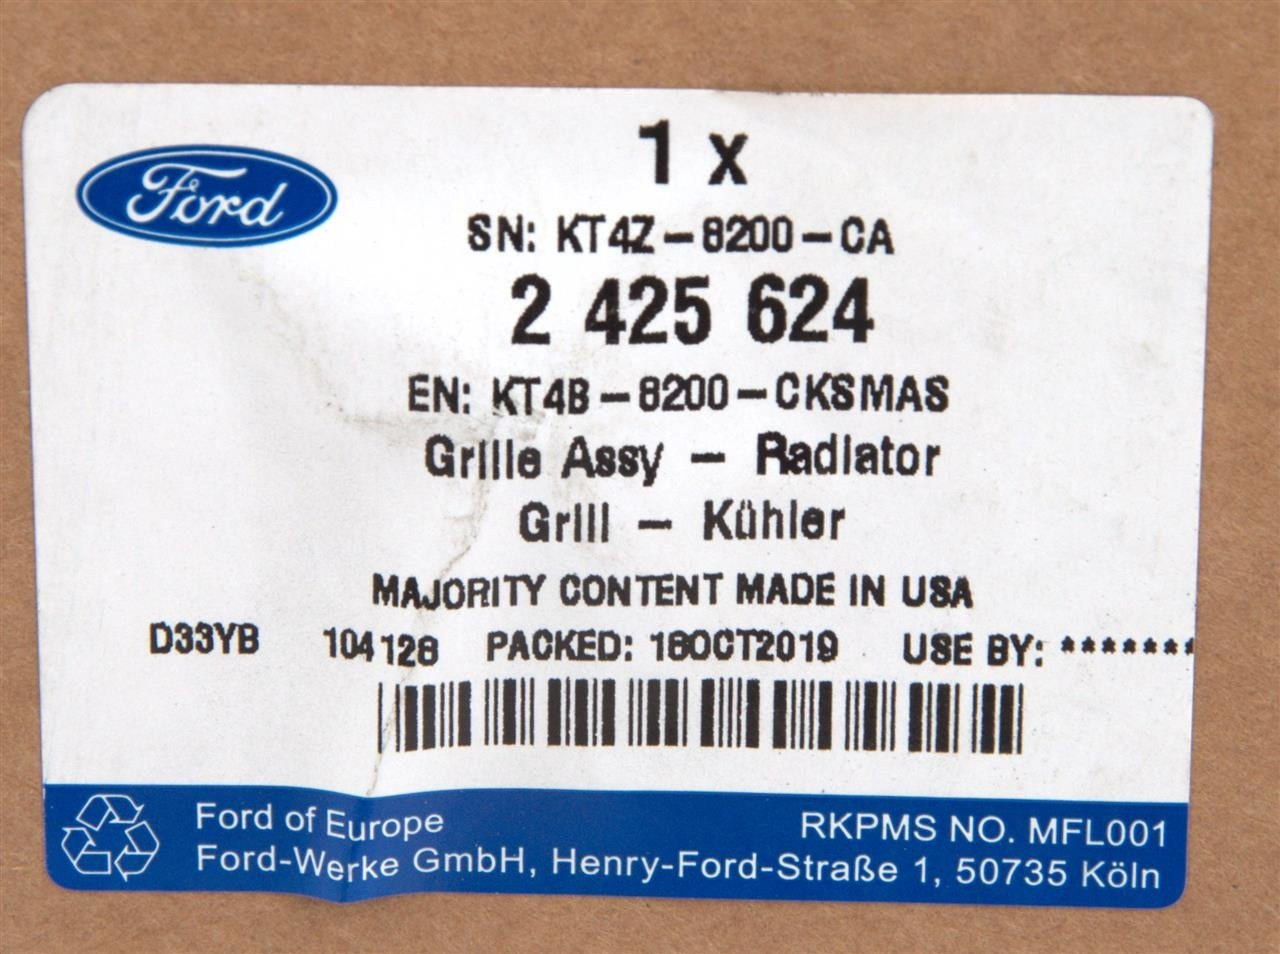 Ford
1 x
SN: KT4Z-8200-CA
2 425 624
EN: KT4B-8200-CKSMAS
Grille Assy - Radiator
Grill - Kühler
MAJORITY CONTENT MADE IN USA
D33YB 104128 PACKED: 16OCT2019 USE BY: *******
Ford of Europe RKPMS NO. MFL001
Ford-Werke GmbH, Henry-Ford-Straße 1, 50735 Köln